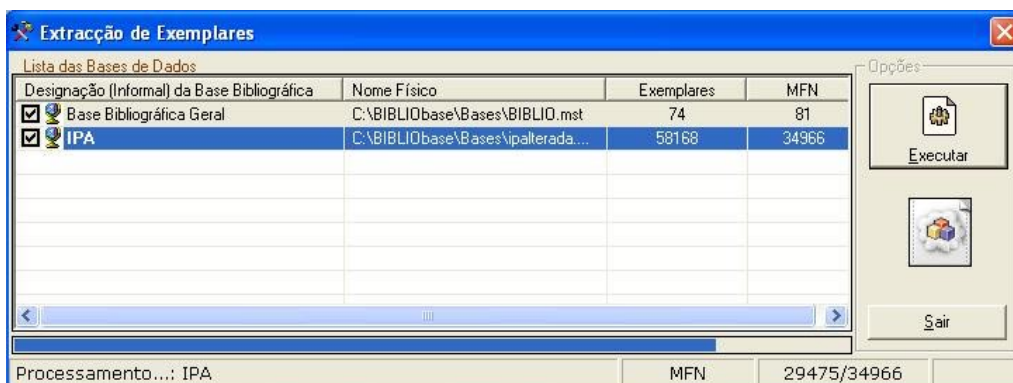 Extracção de Exemplares
Lista das Bases de Dados
Opções
Designação (Informal) da Base Bibliográfica Nome Físico Exemplares MFN
Base Bibliográfica Geral C:\BIBLIObase\Bases\BIBLIO.mst 74 81
IPA C:\BIBLIObase\Bases\ipalterada.... 58168 34966
Executar
Sair
Processamento...: IPA MFN 29475/34966